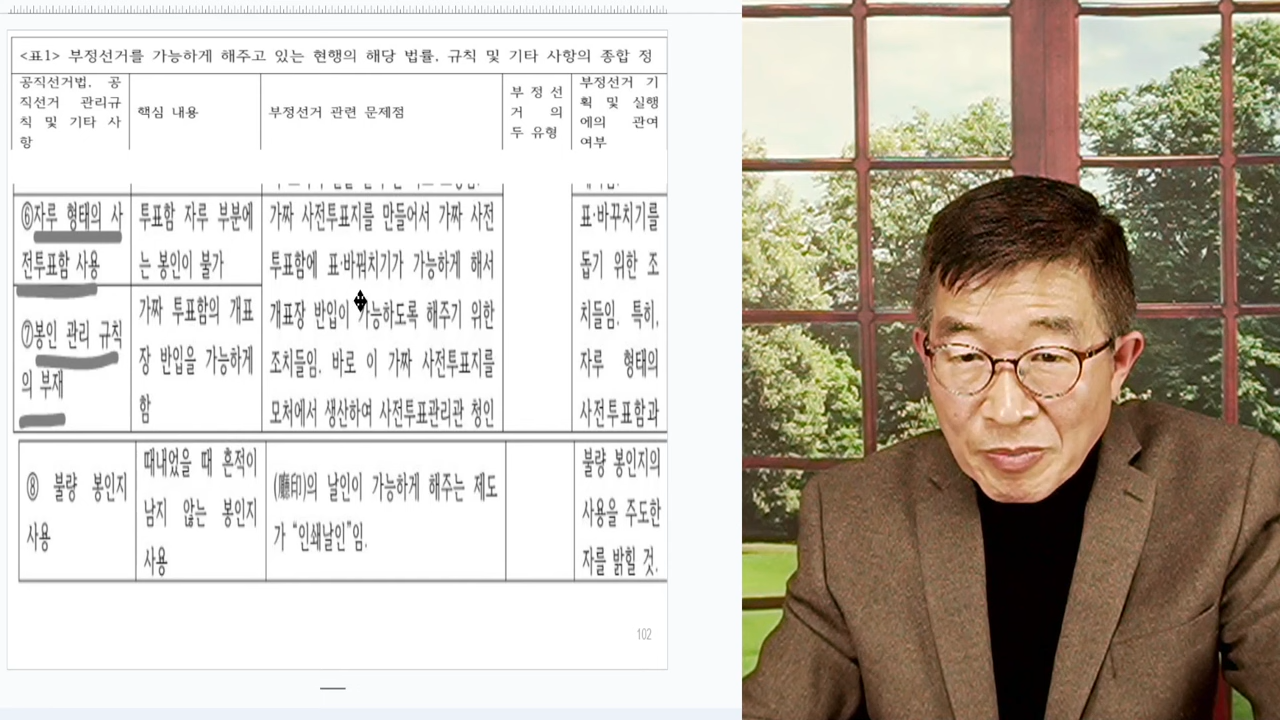 <표1> 부정선거를 가능하게 해주고 있는 현행의 해당 법률, 규칙 및 기타 사항의 종합 정
공직선거법, 공
직선거 관리규
칙 및 기타 사
항
핵심 내용
부정선거 관련 문제점
부 정 선
거 의
두 유형
부정선거 기
획 및 실행
에의 관여
여부
⑥자루 형태의 사
전투표함 사용
투표함 자루 부분에
는 봉인이 불가
⑦봉인 관리 규칙
의 부재
가짜 투표함의 개표
장 반입을 가능하게
함
가짜 사전투표지를 만들어서 가짜 사전
투표함에 표·바꿔치기가 가능하게 해서
개표장 반입이 가능하도록 해주기 위한
조치들임. 바로 이 가짜 사전투표지를
모처에서 생산하여 사전투표관리관 청인
표·바꾸치기를
돕기 위한 조
치들임. 특히,
자루 형태의
사전투표함과
⑧ 불량 봉인지
사용
때내었을 때 흔적이
남지 않는 봉인지
사용
(廳印)의 날인이 가능하게 해주는 제도
가 "인쇄날인"임.
불량 봉인지의
사용을 주도한
자를 밝힐 것.
102